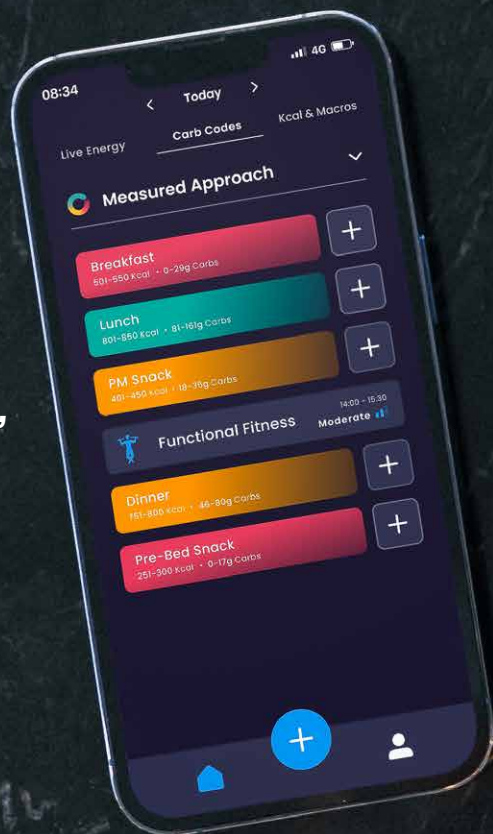 08:34
4G
< Today >
Live Energy
Carb Codes
Kcal & Macros
Measured Approach
Breakfast
501-550 Kcal • 0-29g Carbs
Lunch
801-850 Kcal • 81-161g Carbs
PM Snack
401-450 Kcal • 18-36g Carbs
Functional Fitness
14:00 - 15:30
Moderate
Dinner
751-800 Kcal • 46-80g Carbs
Pre-Bed Snack
251-300 Kcal • 0-17g Carbs